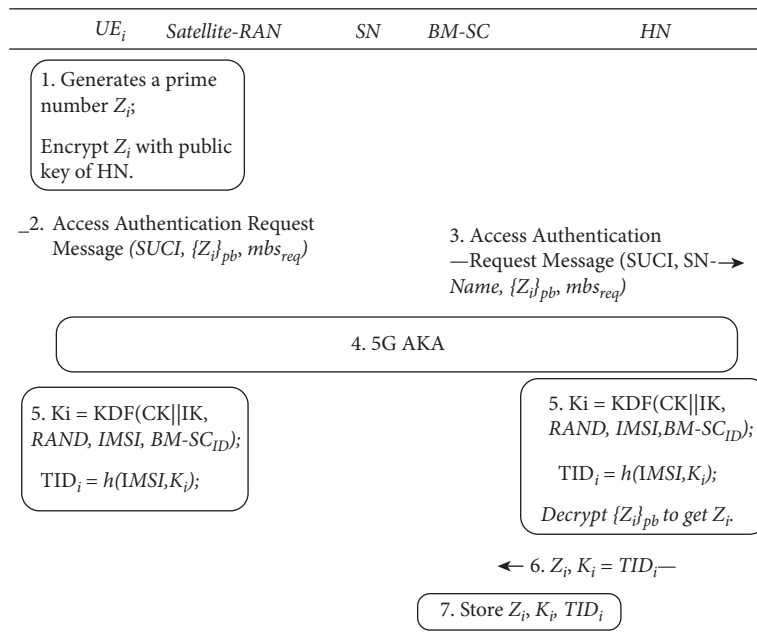 UEi Satellite-RAN SN BM-SC HN
1. Generates a prime
number Zi;
Encrypt Zi with public
key of HN.
_2. Access Authentication Request
Message (SUCI, {Zi}pb, mbsreq)
3. Access Authentication
—Request Message (SUCI, SN-→
Name, {Zi}pb, mbsreq)
4. 5G AKA
5. Ki = KDF(CK||IK,
RAND, IMSI, BM-SCID);
TIDi = h(IMSI,Ki);
5. Ki = KDF(CK||IK,
RAND, IMSI,BM-SCID);
TIDi = h(IMSI,Ki);
Decrypt {Zi}pb to get Zi.
← 6. Zi, Ki = TIDi—
7. Store Zi, Ki, TIDi